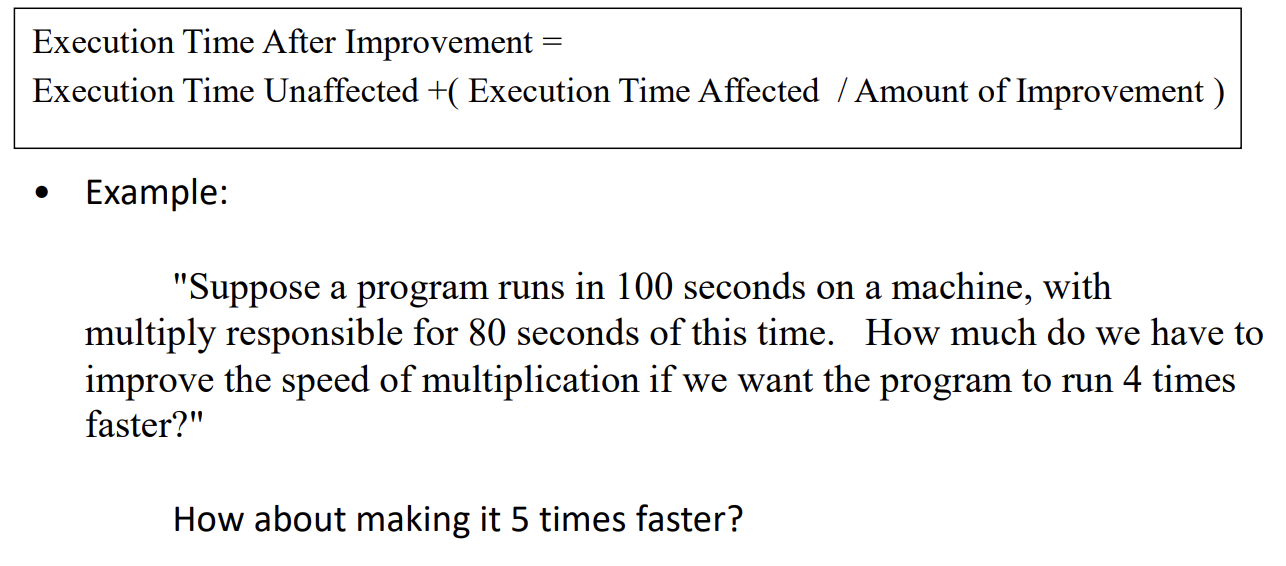 Execution Time After Improvement =
Execution Time Unaffected +( Execution Time Affected / Amount of Improvement )
• Example:
"Suppose a program runs in 100 seconds on a machine, with
multiply responsible for 80 seconds of this time. How much do we have to
improve the speed of multiplication if we want the program to run 4 times
faster?"
How about making it 5 times faster?